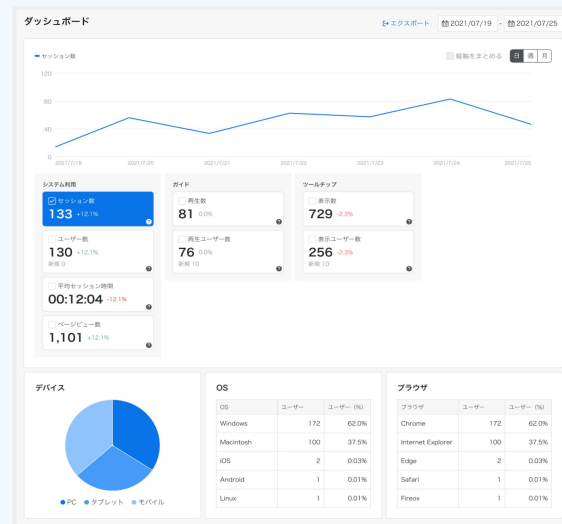 ダッシュボード
エクスポート 2021/07/19 - 2021/07/25
セッション数
縦軸をまとめる 日 週 月
120
80
40
0
2021/7/19 2021/7/20 2021/7/21 2021/7/22 2021/7/23 2021/7/24 2021/7/25
システム利用 ガイド ツールチップ
セッション数 再生数 表示数
133 +12.1% 81 0.0% 729 -2.3%
ユーザー数 再生ユーザー数 表示ユーザー数
130 +12.1% 76 0.0% 256 -2.3%
新規 0 新規 10 新規 10
平均セッション時間
00:12:04 -12.1%
ページビュー数
1,101 +12.1%
デバイス
PC タブレット モバイル
OS
OS ユーザー ユーザー (%)
Windows 172 62.0%
Macintosh 100 37.5%
iOS 2 0.03%
Android 1 0.01%
Linux 1 0.01%
ブラウザ
ブラウザ ユーザー ユーザー (%)
Chrome 172 62.0%
Internet Explorer 100 37.5%
Edge 2 0.03%
Safari 1 0.01%
Fireox 1 0.01%